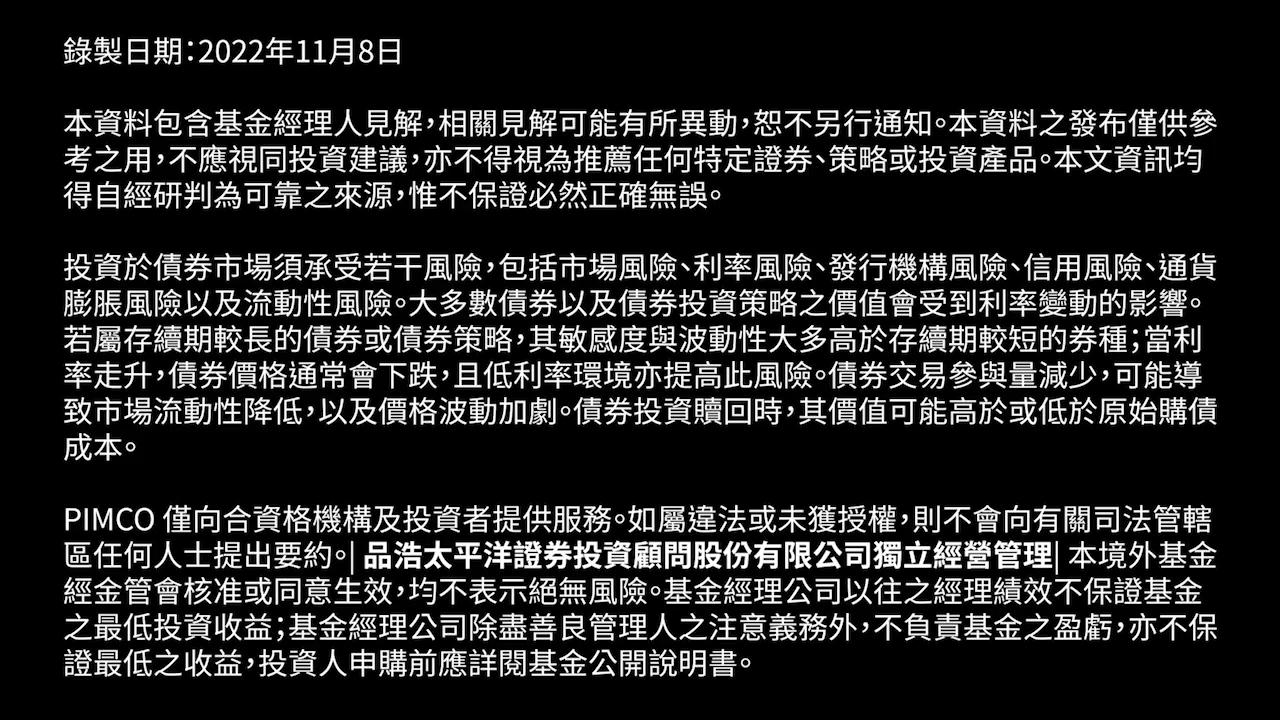 錄製日期：2022年11月8日
本資料包含基金經理人見解，相關見解可能有所異動，恕不另行通知。本資料之發布僅供參
考之用，不應視同投資建議，亦不得視為推薦任何特定證券、策略或投資產品。本文資訊均
得自經研判為可靠之來源，惟不保證必然正確無誤。
投資於債券市場須承受若干風險，包括市場風險、利率風險、發行機構風險、信用風險、通貨
膨脹風險以及流動性風險。大多數債券以及債券投資策略之價值會受到利率變動的影響。
若屬存續期較長的債券或債券策略，其敏感度與波動性大多高於存續期較短的券種；當利
率走升，債券價格通常會下跌，且低利率環境亦提高此風險。債券交易參與量減少，可能導
致市場流動性降低，以及價格波動加劇。債券投資贖回時，其價值可能高於或低於原始購債
成本。
PIMCO 僅向合資格機構及投資者提供服務。如屬違法或未獲授權，則不會向有關司法管轄
區任何人士提出要約。| 品浩太平洋證券投資顧問股份有限公司獨立經營管理| 本境外基金
經金管會核准或同意生效，均不表示絕無風險。基金經理公司以往之經理績效不保證基金
之最低投資收益；基金經理公司除盡善良管理人之注意義務外，不負責基金之盈虧，亦不保
證最低之收益，投資人申購前應詳閱基金公開說明書。